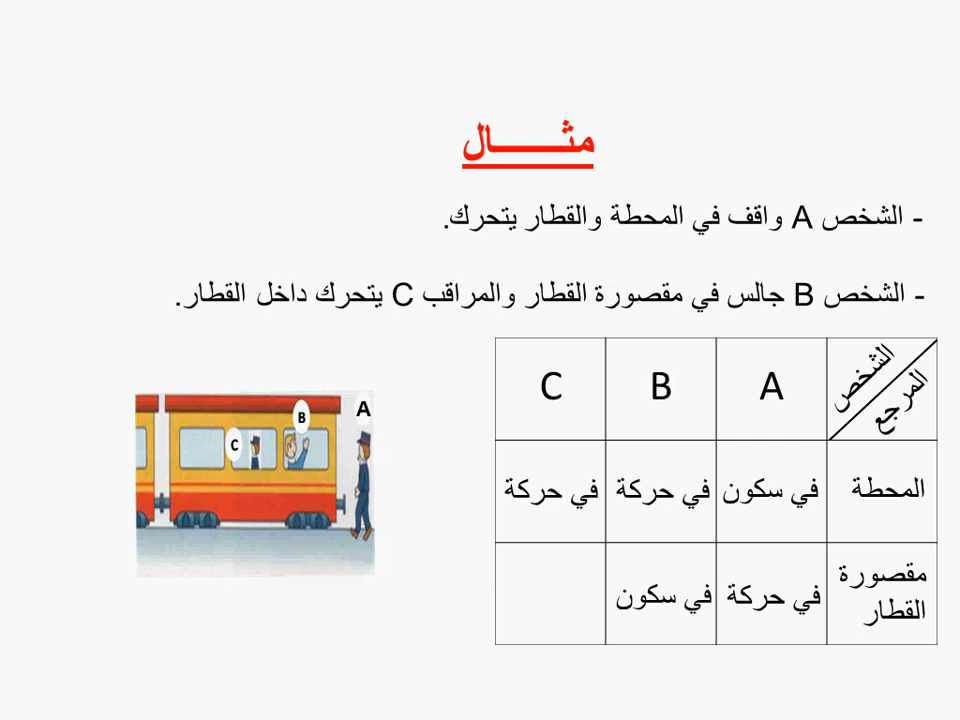 مثـــــــال
- الشخص A واقف في المحطة والقطار يتحرك.
- الشخص B جالس في مقصورة القطار والمراقب C يتحرك داخل القطار.
الشخص
المرجع
A
B
C
المحطة
في سكون
في حركة
في حركة
مقصورة
القطار
في حركة
في سكون
A
B
C